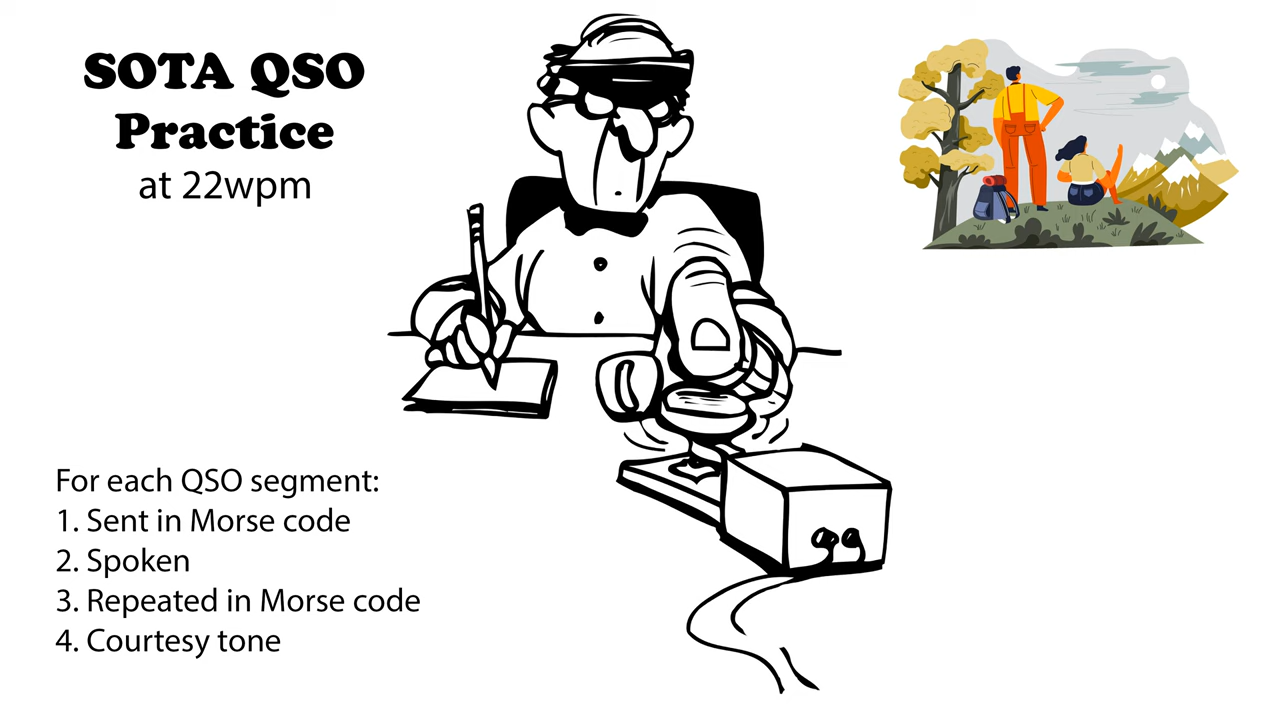 SOTA QSO
Practice
at 22wpm
For each QSO segment:
1. Sent in Morse code
2. Spoken
3. Repeated in Morse code
4. Courtesy tone